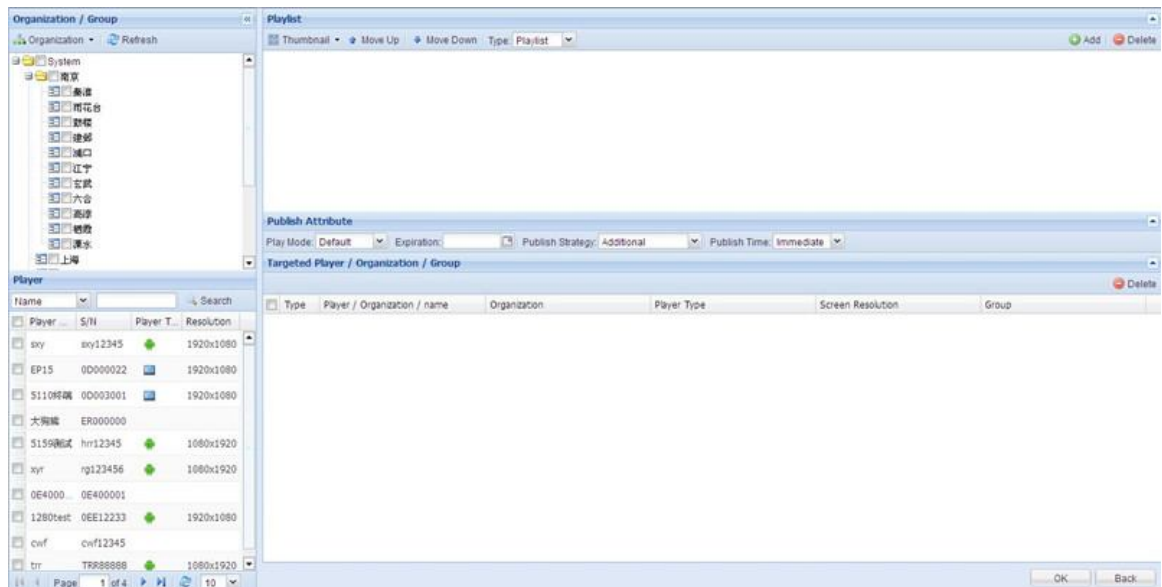 Organization / Group
Organization
Refresh
System
南京
秦淮
雨花台
鼓楼
建邺
浦口
江宁
玄武
六合
高淳
栖霞
溧水
上海
Player
Name
Search
Player ... S/N Player T... Resolution
sxy sxy12345 1920x1080
EP15 0D000022 1920x1080
5110终端 0D003001 1920x1080
ER000000
5159测试 hrr12345 1080x1920
xyr rg123456 1080x1920
0E4000... 0E400001
1280test 0EE12233 1920x1080
cwf cwf12345
trr TRR88888 1080x1920
Page 1 of 4 10
Playlist
Thumbnail Move Up Move Down Type: Playlist Add Delete
Publish Attribute
Play Mode: Default Expiration: Publish Strategy: Additional Publish Time: Immediate
Targeted Player / Organization / Group
Delete
Type Player / Organization / name Organization Player Type Screen Resolution Group
OK Back